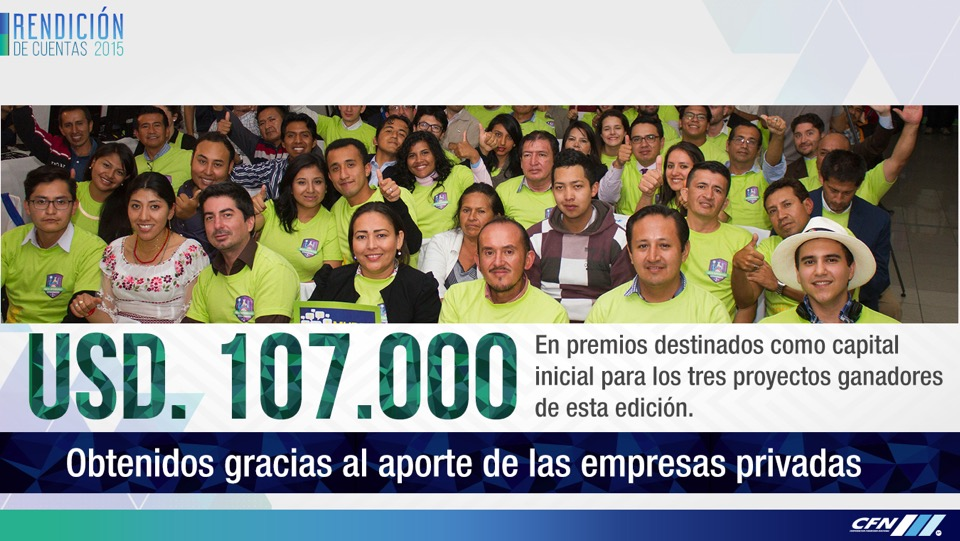 RENDICIÓN
DE CUENTAS 2015
USD. 107.000
En premios destinados como capital
inicial para los tres proyectos ganadores
de esta edición.
Obtenidos gracias al aporte de las empresas privadas
CFN